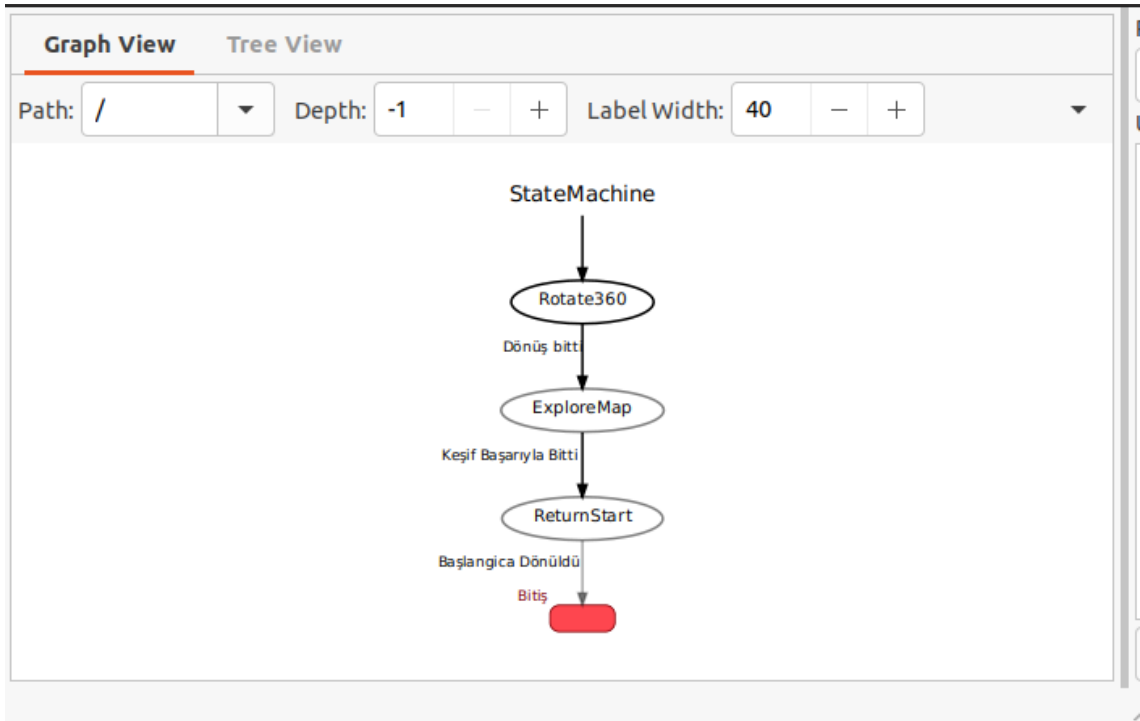 Graph View Tree View
Path: / Depth: -1 − + Label Width: 40 − +
StateMachine
Rotate360
Dönüş bitti
ExploreMap
Keşif Başarıyla Bitti
ReturnStart
Başlangica Dönüldü
Bitiş